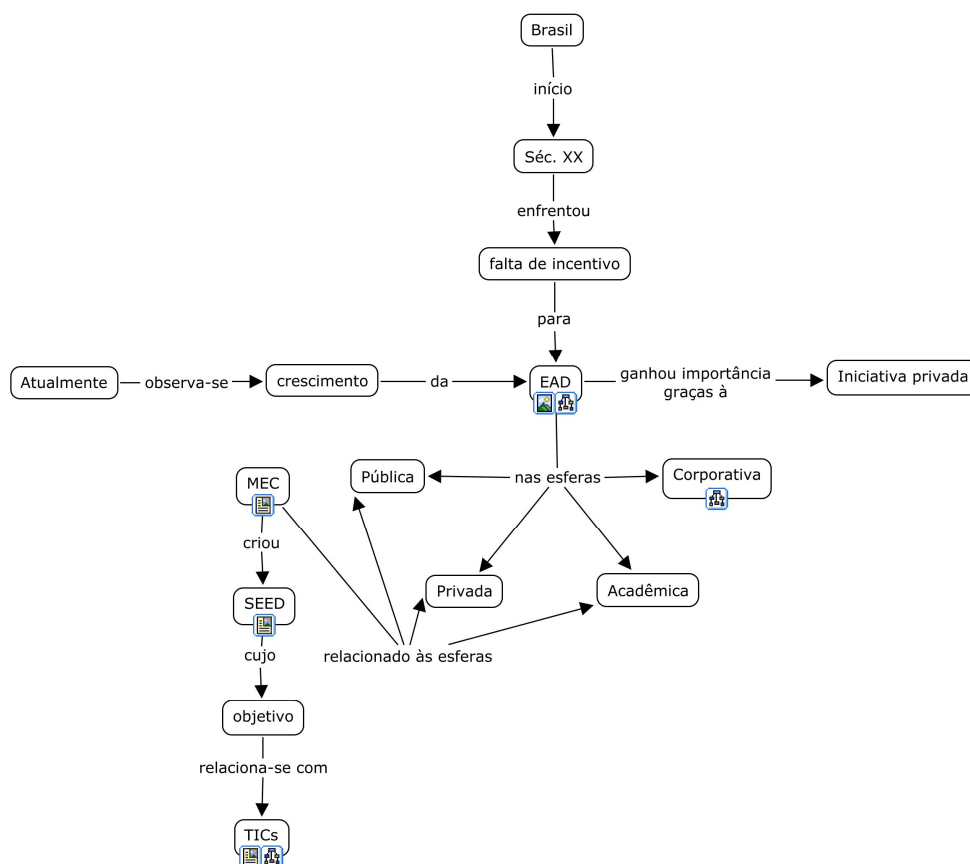 Brasil
início
Séc. XX
enfrentou
falta de incentivo
para
Atualmente
observa-se
crescimento
da
EAD
ganhou importância
graças à
Iniciativa privada
nas esferas
Pública
Corporativa
Privada
Acadêmica
MEC
criou
SEED
cujo
objetivo
relaciona-se com
TICs
relacionado às esferas